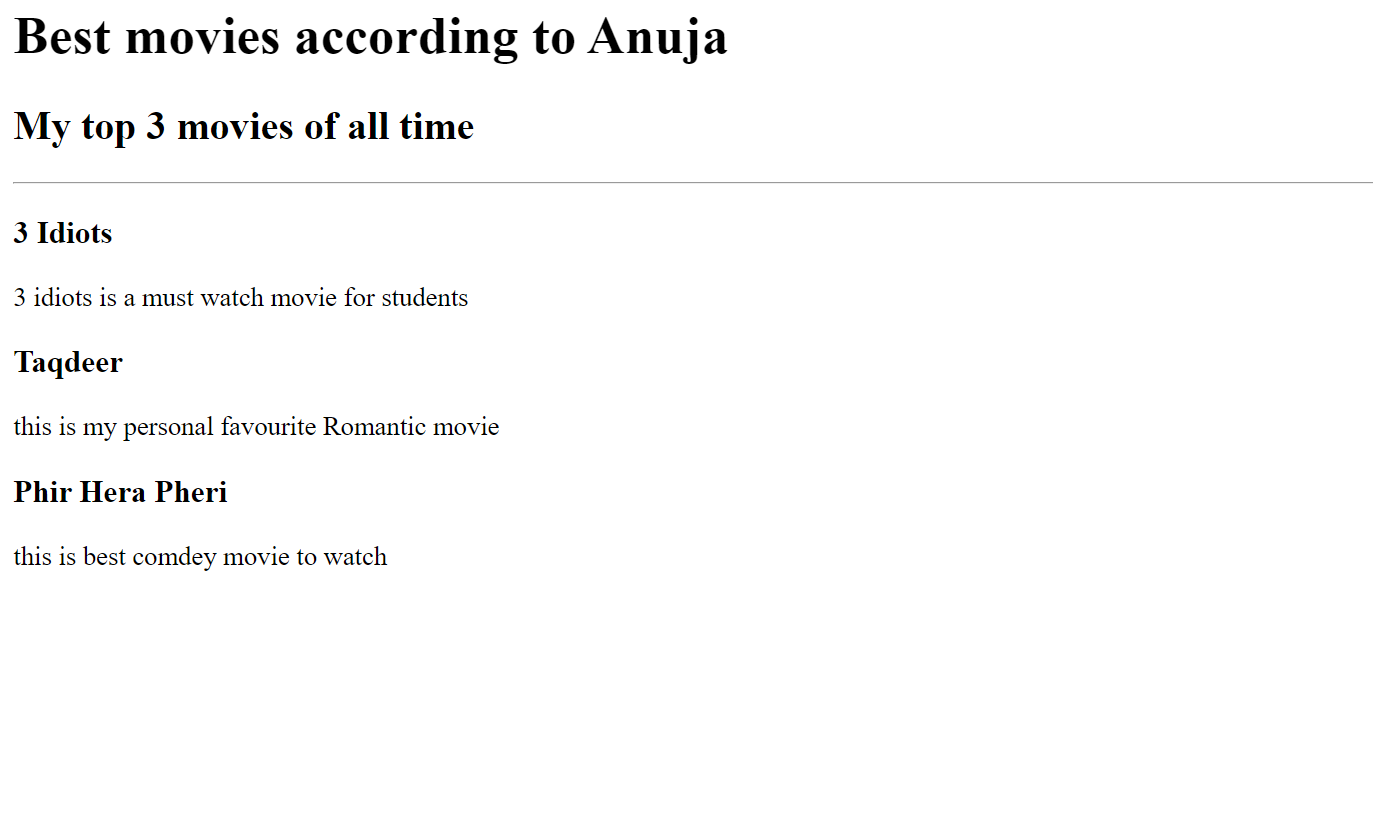 Best movies according to Anuja
My top 3 movies of all time
3 Idiots
3 idiots is a must watch movie for students
Taqdeer
this is my personal favourite Romantic movie
Phir Hera Pheri
this is best comdey movie to watch